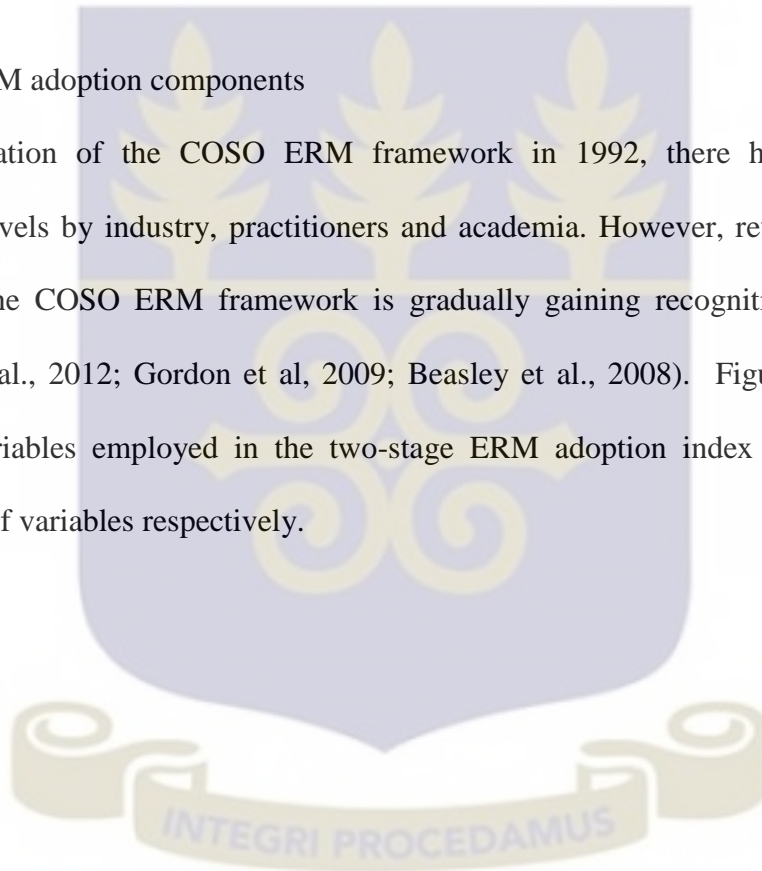 M adoption components
ation of the COSO ERM framework in 1992, there h
vels by industry, practitioners and academia. However, re
ne COSO ERM framework is gradually gaining recogniti
al., 2012; Gordon et al, 2009; Beasley et al., 2008). Figu
riables employed in the two-stage ERM adoption index
f variables respectively.
INTEGRI PROCEDAMUS